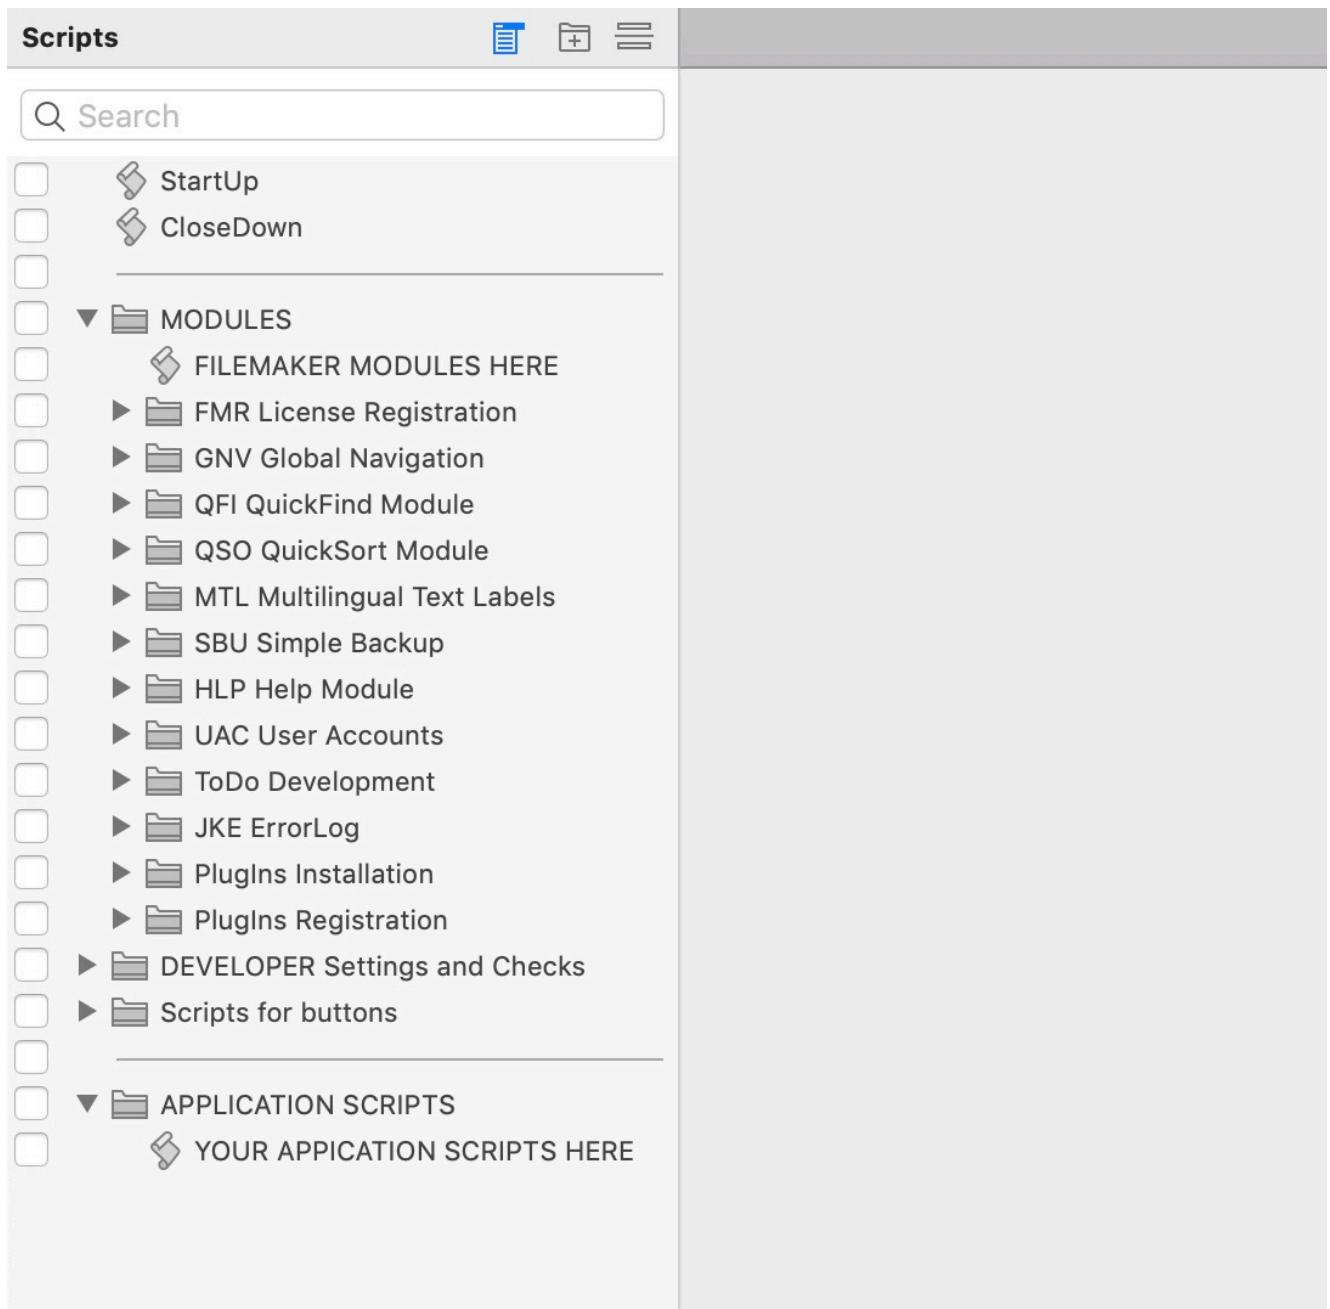 Scripts
Search
StartUp
CloseDown
MODULES
FILEMAKER MODULES HERE
FMR License Registration
GNV Global Navigation
QFI QuickFind Module
QSO QuickSort Module
MTL Multilingual Text Labels
SBU Simple Backup
HLP Help Module
UAC User Accounts
ToDo Development
JKE ErrorLog
PlugIns Installation
PlugIns Registration
DEVELOPER Settings and Checks
Scripts for buttons
APPLICATION SCRIPTS
YOUR APPICATION SCRIPTS HERE